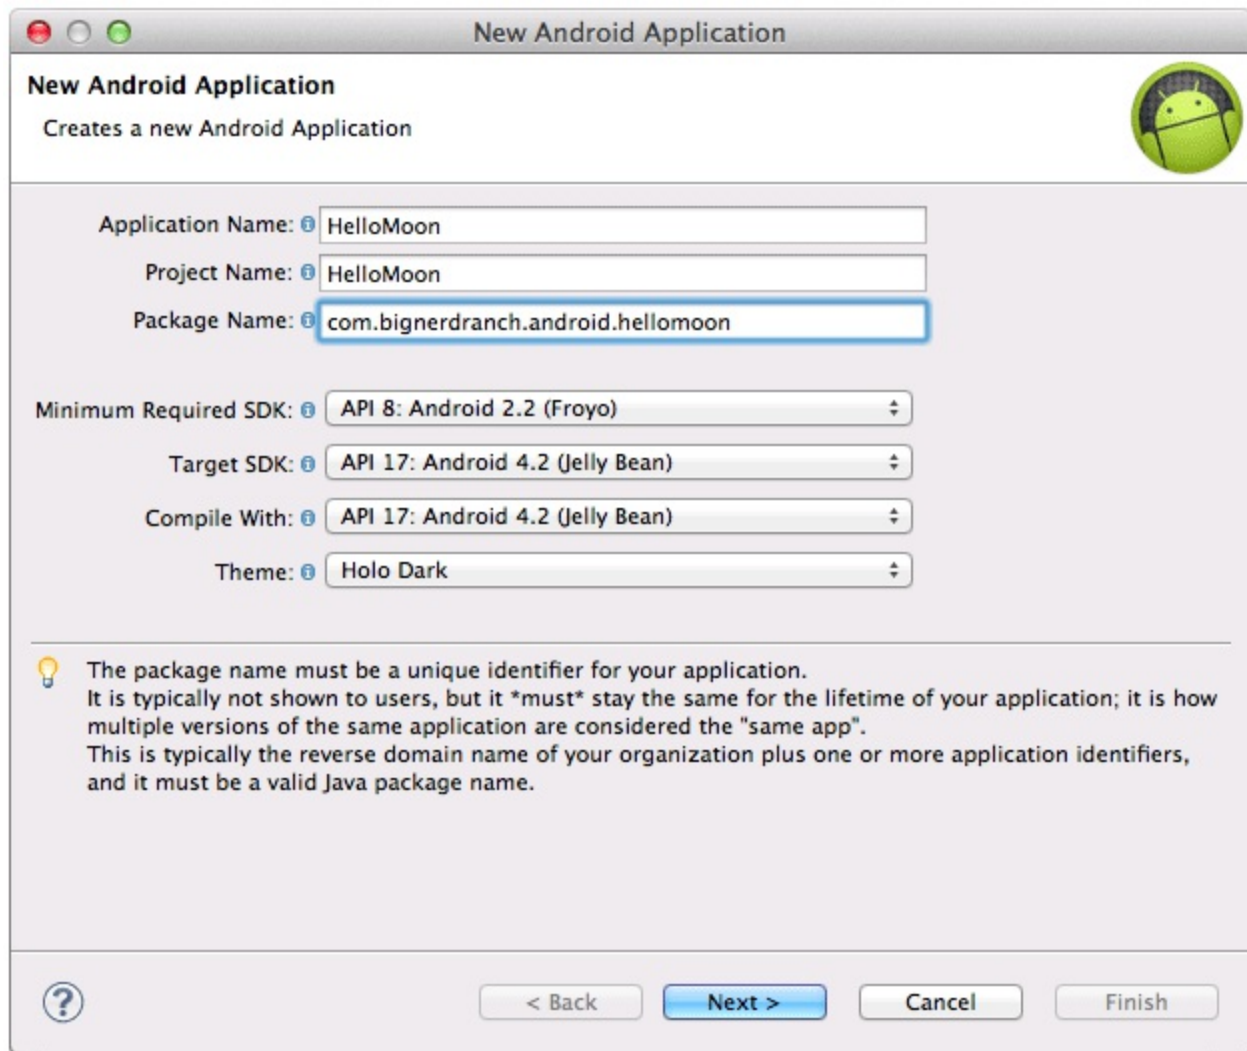 New Android Application
New Android Application
Creates a new Android Application
Application Name: HelloMoon
Project Name: HelloMoon
Package Name: com.bignerdranch.android.hellomoon
Minimum Required SDK: API 8: Android 2.2 (Froyo)
Target SDK: API 17: Android 4.2 (Jelly Bean)
Compile With: API 17: Android 4.2 (Jelly Bean)
Theme: Holo Dark
The package name must be a unique identifier for your application.
It is typically not shown to users, but it *must* stay the same for the lifetime of your application; it is how
multiple versions of the same application are considered the "same app".
This is typically the reverse domain name of your organization plus one or more application identifiers,
and it must be a valid Java package name.
? < Back Next > Cancel Finish